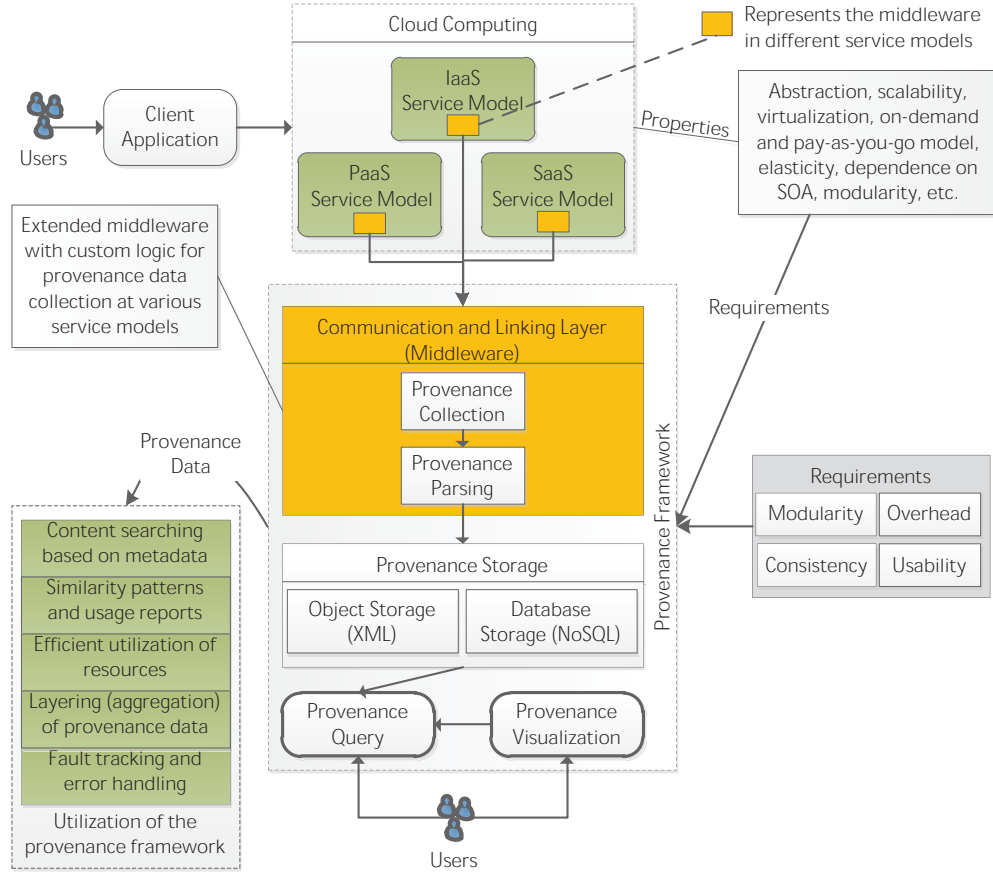 Cloud Computing
Represents the middleware
in different service models
IaaS
Service Model
PaaS
Service Model
SaaS
Service Model
Users
Client
Application
Properties
Abstraction, scalability,
virtualization, on-demand
and pay-as-you-go model,
elasticity, dependence on
SOA, modularity, etc.
Extended middleware
with custom logic for
provenance data
collection at various
service models
Requirements
Communication and Linking Layer
(Middleware)
Provenance
Collection
Provenance
Parsing
Provenance Framework
Provenance
Data
Requirements
Modularity
Overhead
Consistency
Usability
Content searching
based on metadata
Similarity patterns
and usage reports
Efficient utilization of
resources
Layering (aggregation)
of provenance data
Fault tracking and
error handling
Utilization of the
provenance framework
Provenance Storage
Object Storage
(XML)
Database
Storage (NoSQL)
Provenance
Query
Provenance
Visualization
Users